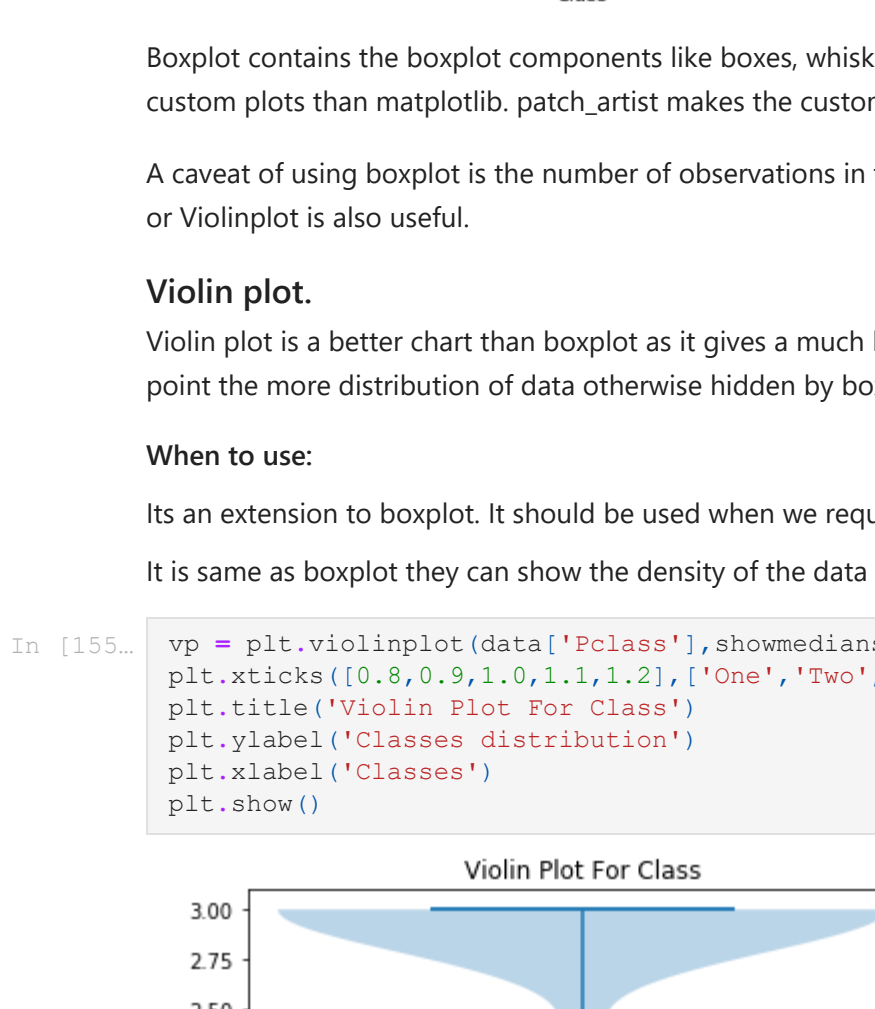 Boxplot contains the boxplot components like boxes, whisk
custom plots than matplotlib. patch_artist makes the custor
A caveat of using boxplot is the number of observations in
or Violinplot is also useful.
Violin plot.
Violin plot is a better chart than boxplot as it gives a much
point the more distribution of data otherwise hidden by bo
When to use:
Its an extension to boxplot. It should be used when we requ
It is same as boxplot they can show the density of the data
In [155… vp = plt.violinplot(data['Pclass'],showmedians
plt.xticks([0.8,0.9,1.0,1.1,1.2],['One','Two',
plt.title('Violin Plot For Class')
plt.ylabel('Classes distribution')
plt.xlabel('Classes')
plt.show()
Violin Plot For Class
3.00
2.75